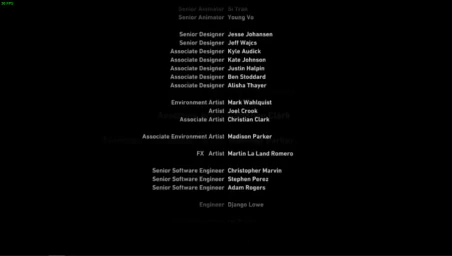 Senior Animator
Senior Animator Young Vo
Senior Designer Jesse Johansen
Senior Designer Jeff Wajcs
Associate Designer Kyle Audick
Associate Designer Kate Johnson
Associate Designer Justin Halpin
Associate Designer Ben Stoddard
Associate Designer Alisha Thayer
Environment Artist Mark Wahlquist
Artist Joel Crook
Associate Artist Christian Clark
Associate Environment Artist Madison Parker
FX Artist Martin La Land Romero
Senior Software Engineer Christopher Marvin
Senior Software Engineer Stephen Perez
Senior Software Engineer Adam Rogers
Engineer Django Lowe